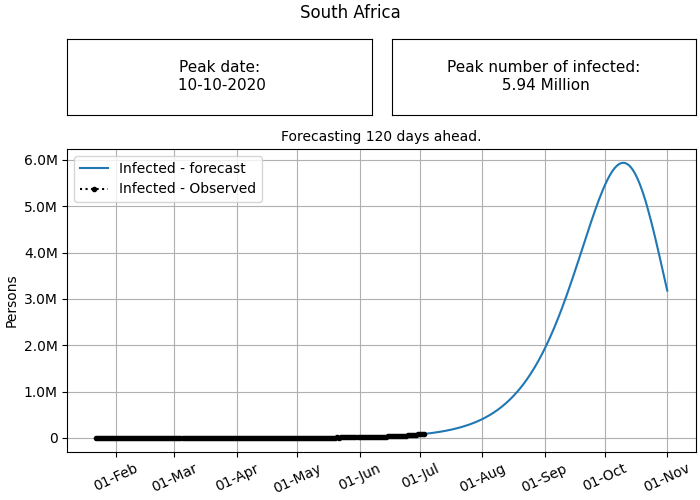 South Africa
Peak date:
10-10-2020
Peak number of infected:
5.94 Million
Forecasting 120 days ahead.
Infected - forecast
Infected - Observed
Persons
6.0M
5.0M
4.0M
3.0M
2.0M
1.0M
0
01-Feb
01-Mar
01-Apr
01-May
01-Jun
01-Jul
01-Aug
01-Sep
01-Oct
01-Nov